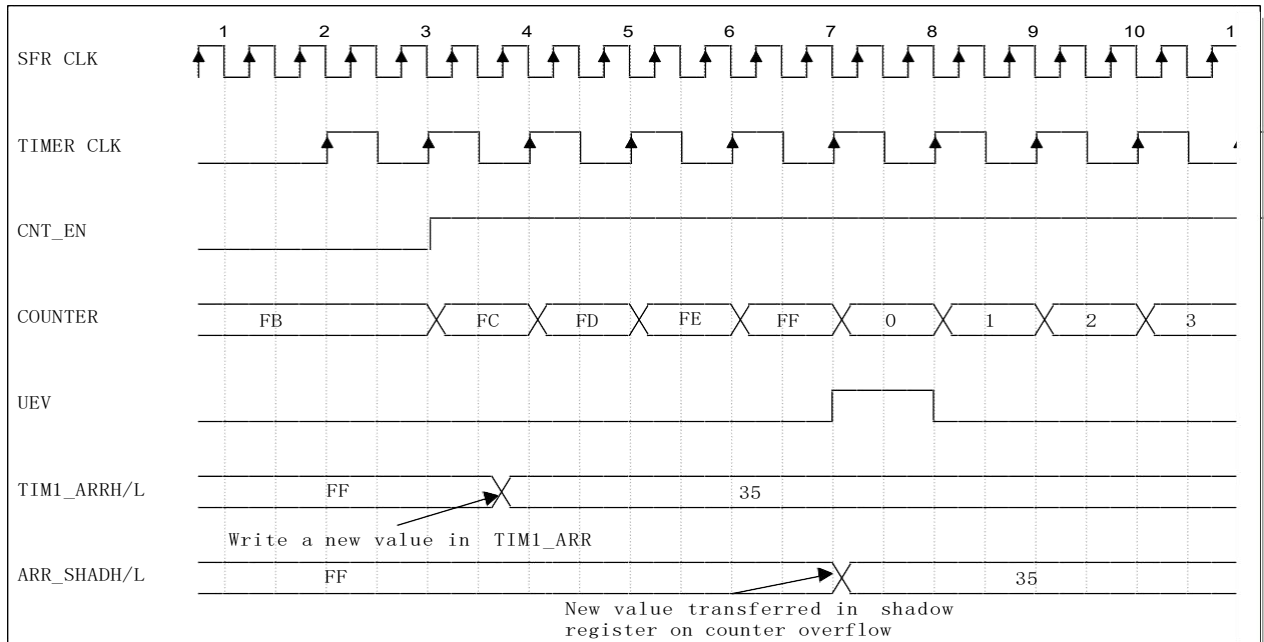 1 2 3 4 5 6 7 8 9 10 1
SFR CLK
TIMER CLK
CNT_EN
COUNTER FB FC FD FE FF 0 1 2 3
UEV
TIM1_ARRH/L FF 35
Write a new value in TIM1_ARR
ARR_SHADH/L FF 35
New value transferred in shadow
register on counter overflow